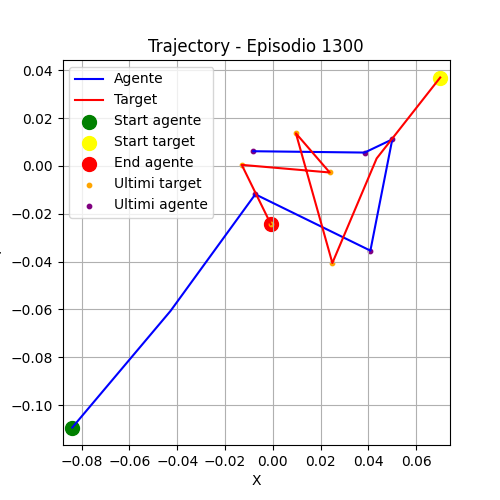 Trajectory - Episodio 1300
Agente
Target
Start agente
Start target
End agente
Ultimi target
Ultimi agente
0.04
0.02
0.00
−0.02
−0.04
−0.06
−0.08
−0.10
−0.08 −0.06 −0.04 −0.02 0.00 0.02 0.04 0.06
X